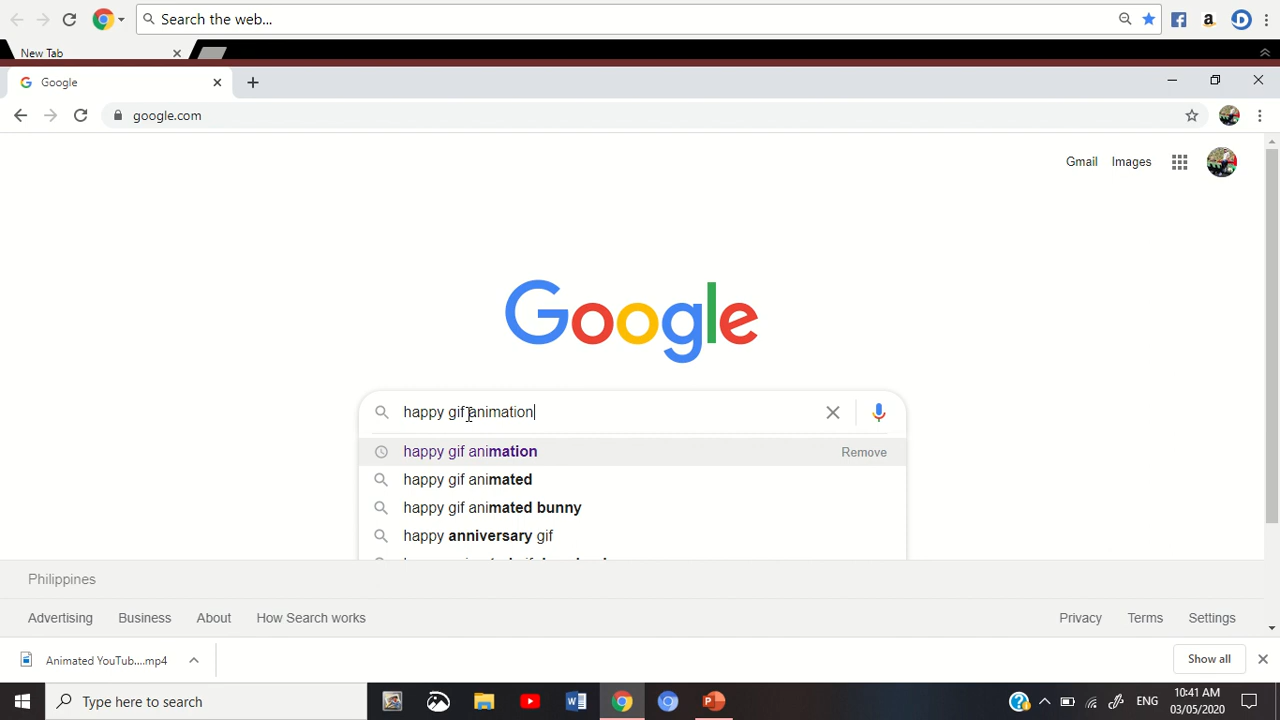 Search the web...
New Tab
Google
google.com
Gmail Images
Google
happy gif animation
happy gif animation Remove
happy gif animated
happy gif animated bunny
happy anniversary gif
Philippines
Advertising Business About How Search works Privacy Terms Settings
Animated YouTub....mp4 Show all
Type here to search ENG 10:41 AM
03/05/2020